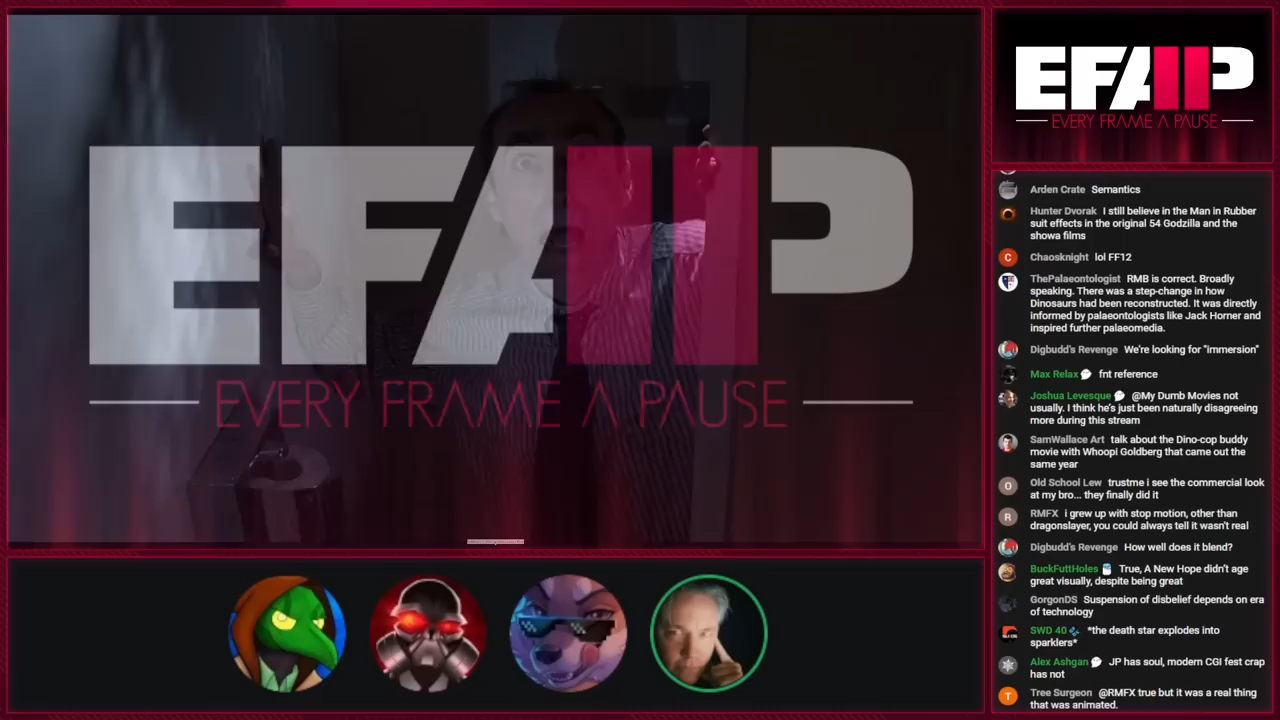 EFAP
EVERY FRAME A PAUSE
EFAP
EVERY FRAME A PAUSE
Arden Crate Semantics
Hunter Dvorak I still believe in the Man in Rubber
suit effects in the original 54 Godzilla and the
showa films
C
Chaosknight lol FF12
ThePalaeontologist RMB is correct. Broadly
speaking. There was a step-change in how
Dinosaurs had been reconstructed. It was directly
informed by palaeontologists like Jack Horner and
inspired further palaeomedia.
Digbudd's Revenge We're looking for "immersion"
Max Relax fnt reference
Joshua Levesque @My Dumb Movies not
usually. I think he's just been naturally disagreeing
more during this stream
SamWallace Art talk about the Dino-cop buddy
movie with Whoopi Goldberg that came out the
same year
O
Old School Lew trustme i see the commercial look
at my bro... they finally did it
R
RMFX i grew up with stop motion, other than
dragonslayer, you could always tell it wasn't real
Digbudd's Revenge How well does it blend?
BuckFuttHoles True, A New Hope didn't age
great visually, despite being great
GorgonDS Suspension of disbelief depends on era
of technology
SWD 40 *the death star explodes into
sparklers*
Alex Ashgan JP has soul, modern CGI fest crap
has not
T
Tree Surgeon @RMFX true but it was a real thing
that was animated.